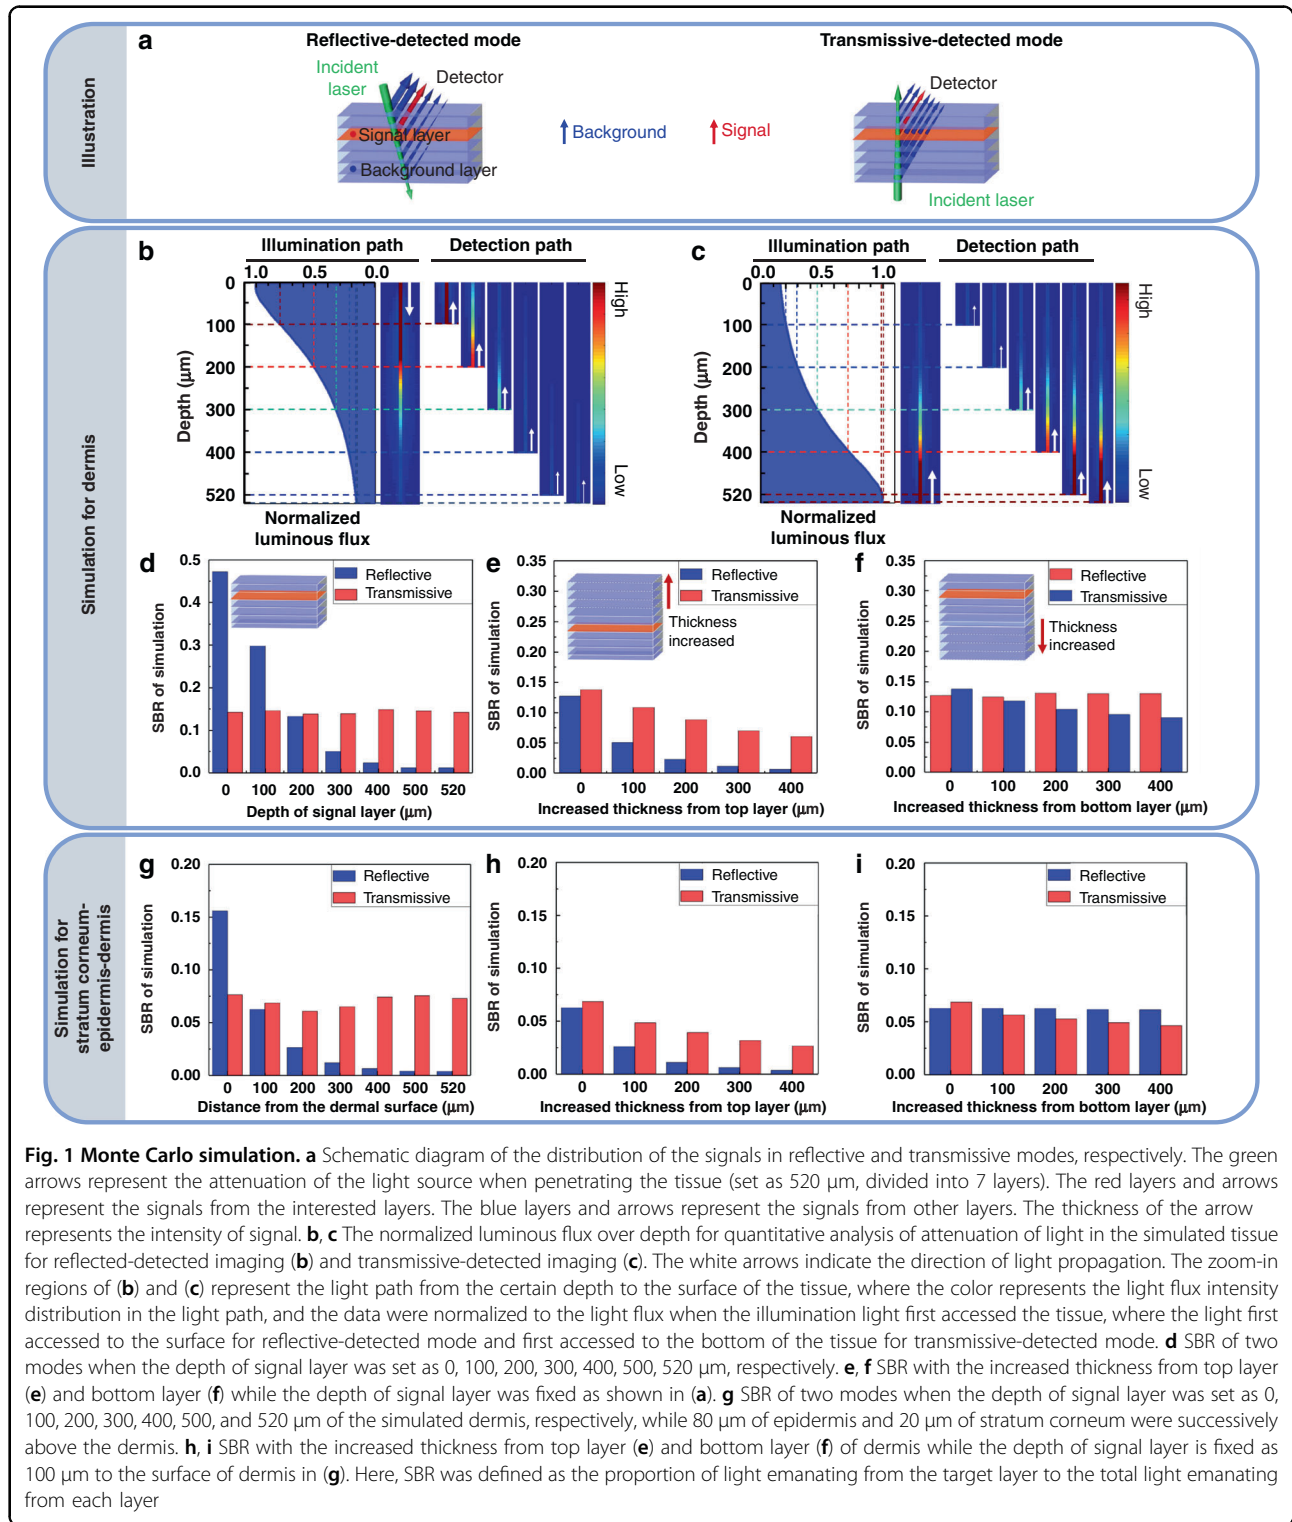 Illustration
a
Reflective-detected mode
Transmissive-detected mode
Incident
laser
Detector
Signal layer
Background layer
Background
Signal
Detector
Incident laser
Simulation for dermis
b
Illumination path
Detection path
1.0 0.5 0.0
0
100
200
300
400
520
Depth (μm)
Normalized
luminous flux
High
Low
c
Illumination path
Detection path
0.0 0.5 1.0
0
100
200
300
400
520
Depth (μm)
Normalized
luminous flux
High
Low
d
0.5
0.4
0.3
0.2
0.1
0.0
SBR of simulation
Reflective
Transmissive
0 100 200 300 400 500 520
Depth of signal layer (μm)
e
0.35
0.30
0.25
0.20
0.15
0.10
0.05
0.00
SBR of simulation
Reflective
Transmissive
Thickness
increased
0 100 200 300 400
Increased thickness from top layer (μm)
f
0.35
0.30
0.25
0.20
0.15
0.10
0.05
0.00
SBR of simulation
Reflective
Transmissive
Thickness
increased
0 100 200 300 400
Increased thickness from bottom layer (μm)
Simulation for
stratum corneum-
epidermis-dermis
g
0.20
0.15
0.10
0.05
0.00
SBR of simulation
Reflective
Transmissive
0 100 200 300 400 500 520
Distance from the dermal surface (μm)
h
0.20
0.15
0.10
0.05
0.00
SBR of simulation
Reflective
Transmissive
0 100 200 300 400
Increased thickness from top layer (μm)
i
0.20
0.15
0.10
0.05
0.00
SBR of simulation
Reflective
Transmissive
0 100 200 300 400
Increased thickness from bottom layer (μm)
Fig. 1 Monte Carlo simulation. a Schematic diagram of the distribution of the signals in reflective and transmissive modes, respectively. The green
arrows represent the attenuation of the light source when penetrating the tissue (set as 520 μm, divided into 7 layers). The red layers and arrows
represent the signals from the interested layers. The blue layers and arrows represent the signals from other layers. The thickness of the arrow
represents the intensity of signal. b, c The normalized luminous flux over depth for quantitative analysis of attenuation of light in the simulated tissue
for reflected-detected imaging (b) and transmissive-detected imaging (c). The white arrows indicate the direction of light propagation. The zoom-in
regions of (b) and (c) represent the light path from the certain depth to the surface of the tissue, where the color represents the light flux intensity
distribution in the light path, and the data were normalized to the light flux when the illumination light first accessed the tissue, where the light first
accessed to the surface for reflective-detected mode and first accessed to the bottom of the tissue for transmissive-detected mode. d SBR of two
modes when the depth of signal layer was set as 0, 100, 200, 300, 400, 500, 520 μm, respectively. e, f SBR with the increased thickness from top layer
(e) and bottom layer (f) while the depth of signal layer was fixed as shown in (a). g SBR of two modes when the depth of signal layer was set as 0,
100, 200, 300, 400, 500, and 520 μm of the simulated dermis, respectively, while 80 μm of epidermis and 20 μm of stratum corneum were successively
above the dermis. h, i SBR with the increased thickness from top layer (e) and bottom layer (f) of dermis while the depth of signal layer is fixed as
100 μm to the surface of dermis in (g). Here, SBR was defined as the proportion of light emanating from the target layer to the total light emanating
from each layer